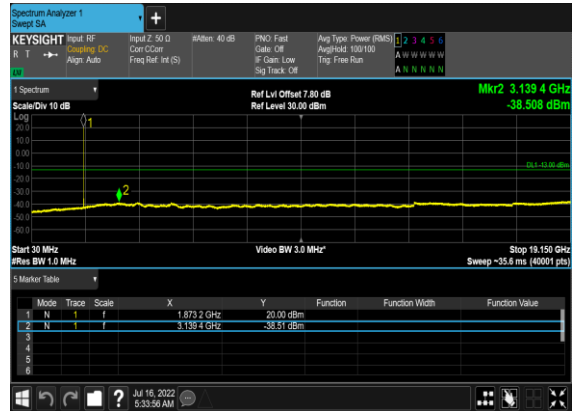 Spectrum Analyzer 1
Swept SA
KEYSIGHT Input: RF Input Z: 50 Ω #Atten: 40 dB PNO: Fast Avg Type: Power (RMS) 1 2 3 4 5 6
R T Coupling: DC Corr CCorr Gate: Off Avg|Hold: 100/100 A W W W W W
Align: Auto Freq Ref: Int (S) IF Gain: Low Trig: Free Run
Sig Track: Off A N N N N N
1 Spectrum Ref Lvl Offset 7.80 dB Mkr2 3.139 4 GHz
Scale/Div 10 dB Ref Level 30.00 dBm -38.508 dBm
Log
20.0
10.0
0.00
-10.0
DL1 -13.00 dBm
-20.0
-30.0
-40.0
-50.0
-60.0
1
2
Start 30 MHz Video BW 3.0 MHz* Stop 19.150 GHz
#Res BW 1.0 MHz Sweep ~35.6 ms (40001 pts)
5 Marker Table
Mode Trace Scale X Y Function Function Width Function Value
1 N 1 f 1.873 2 GHz 20.00 dBm
2 N 1 f 3.139 4 GHz -38.51 dBm
3
4
5
6
? Jul 16, 2022
5:33:56 AM